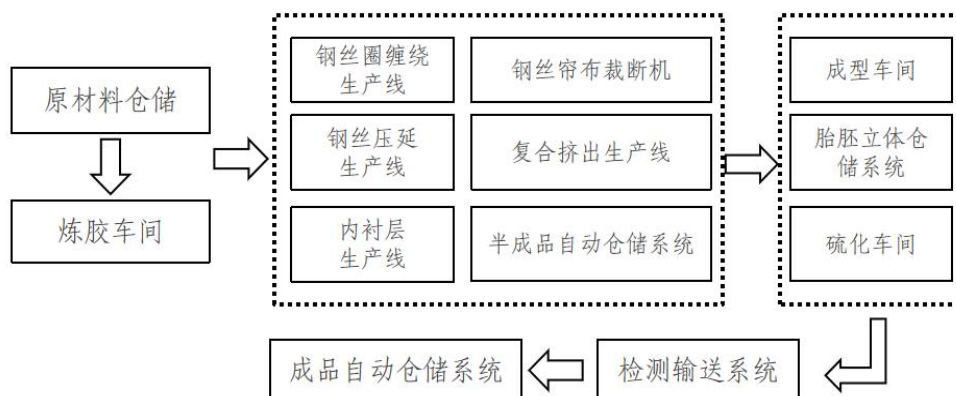 原材料仓储
炼胶车间
钢丝圈缠绕
生产线
钢丝帘布裁断机
钢丝压延
生产线
复合挤出生产线
内衬层
生产线
半成品自动仓储系统
成型车间
胎胚立体仓
储系统
硫化车间
检测输送系统
成品自动仓储系统